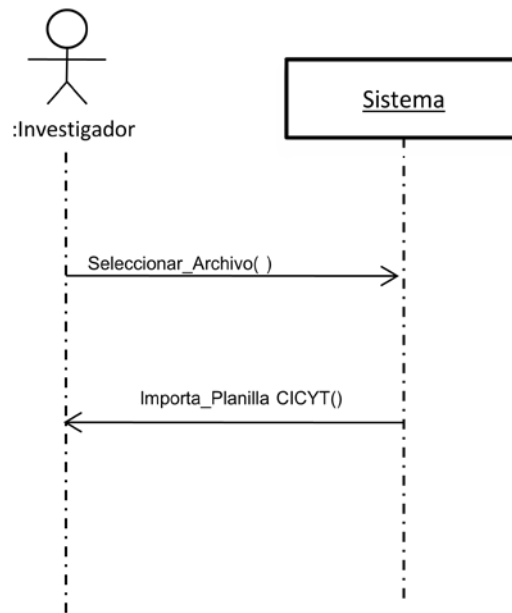 :Investigador
Sistema
Seleccionar_Archivo( )
Importa_Planilla CICYT()